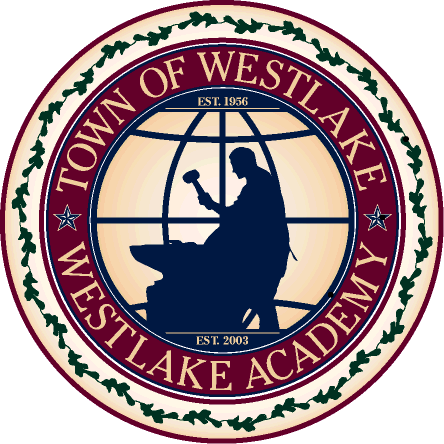 TOWN OF WESTLAKE
EST. 1956
EST. 2003
WESTLAKE ACADEMY